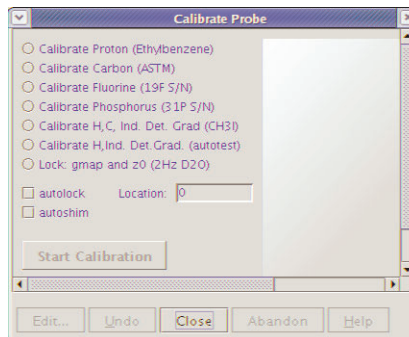 Calibrate Probe
Calibrate Proton (Ethylbenzene)
Calibrate Carbon (ASTM)
Calibrate Fluorine (19F S/N)
Calibrate Phosphorus (31P S/N)
Calibrate H,C, Ind. Det. Grad (CH3I)
Calibrate H,Ind. Det.Grad. (autotest)
Lock: gmap and z0 (2Hz D2O)
autolock Location: 0
autoshim
Start Calibration
Edit... Undo Close Abandon Help